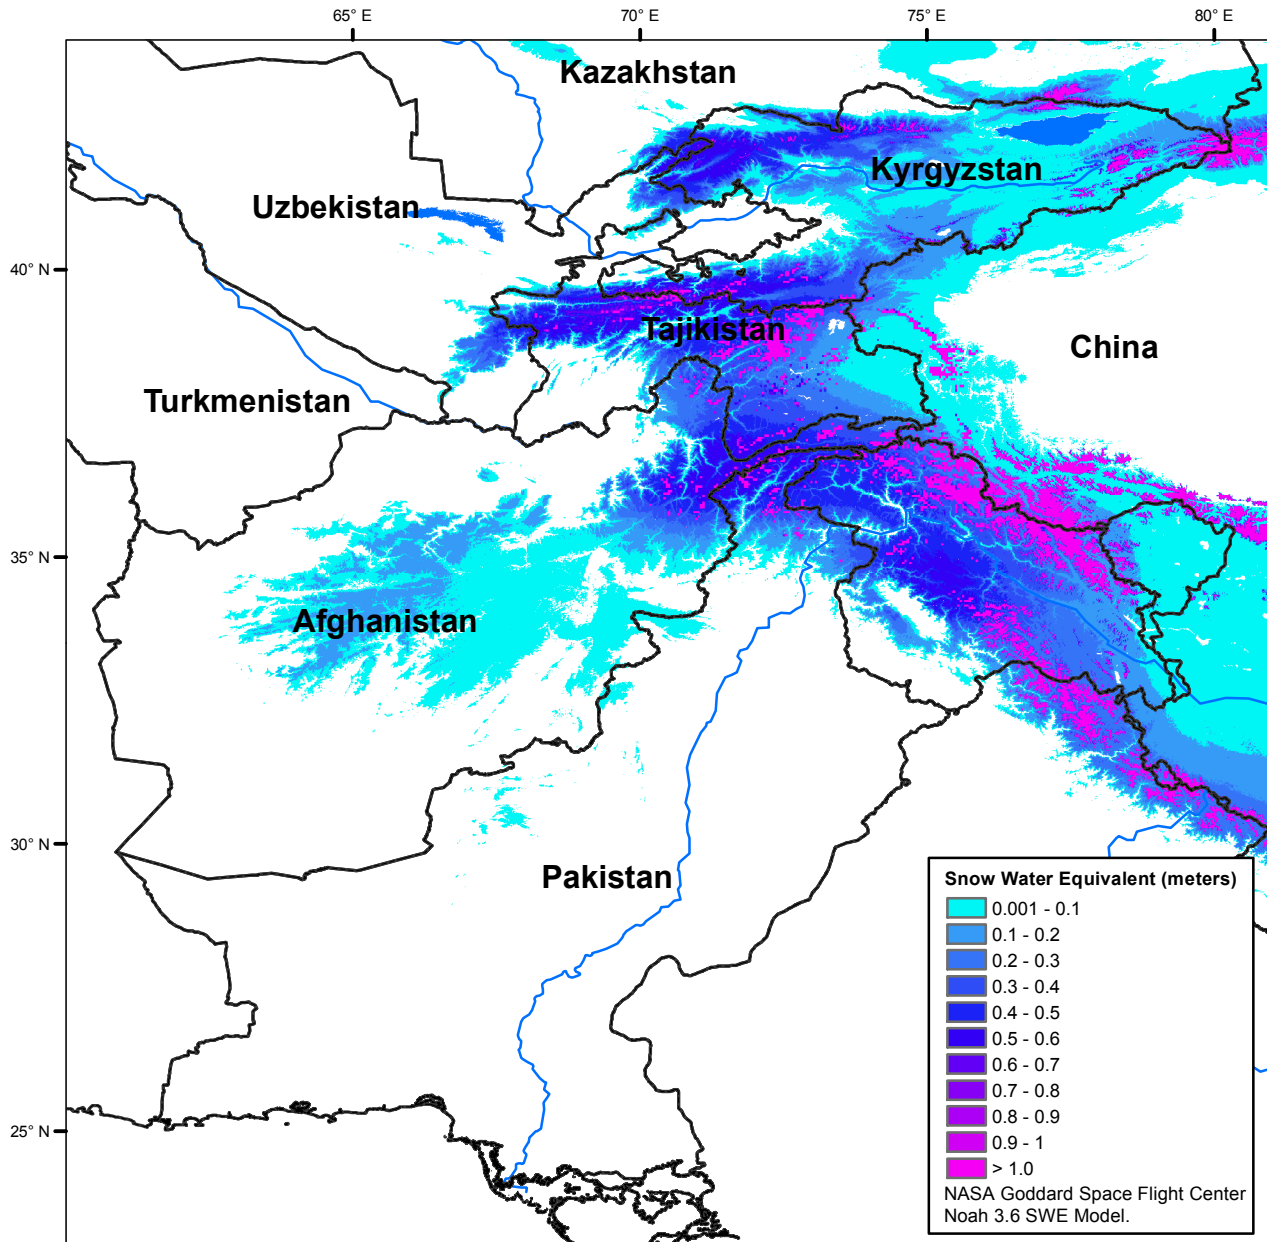 65° E
70° E
75° E
80° E
Kazakhstan
Kyrgyzstan
Uzbekistan
40° N
Tajikistan
China
Turkmenistan
35° N
Afghanistan
30° N
Pakistan
25° N
Snow Water Equivalent (meters)
0.001 - 0.1
0.1 - 0.2
0.2 - 0.3
0.3 - 0.4
0.4 - 0.5
0.5 - 0.6
0.6 - 0.7
0.7 - 0.8
0.8 - 0.9
0.9 - 1
> 1.0
NASA Goddard Space Flight Center
Noah 3.6 SWE Model.